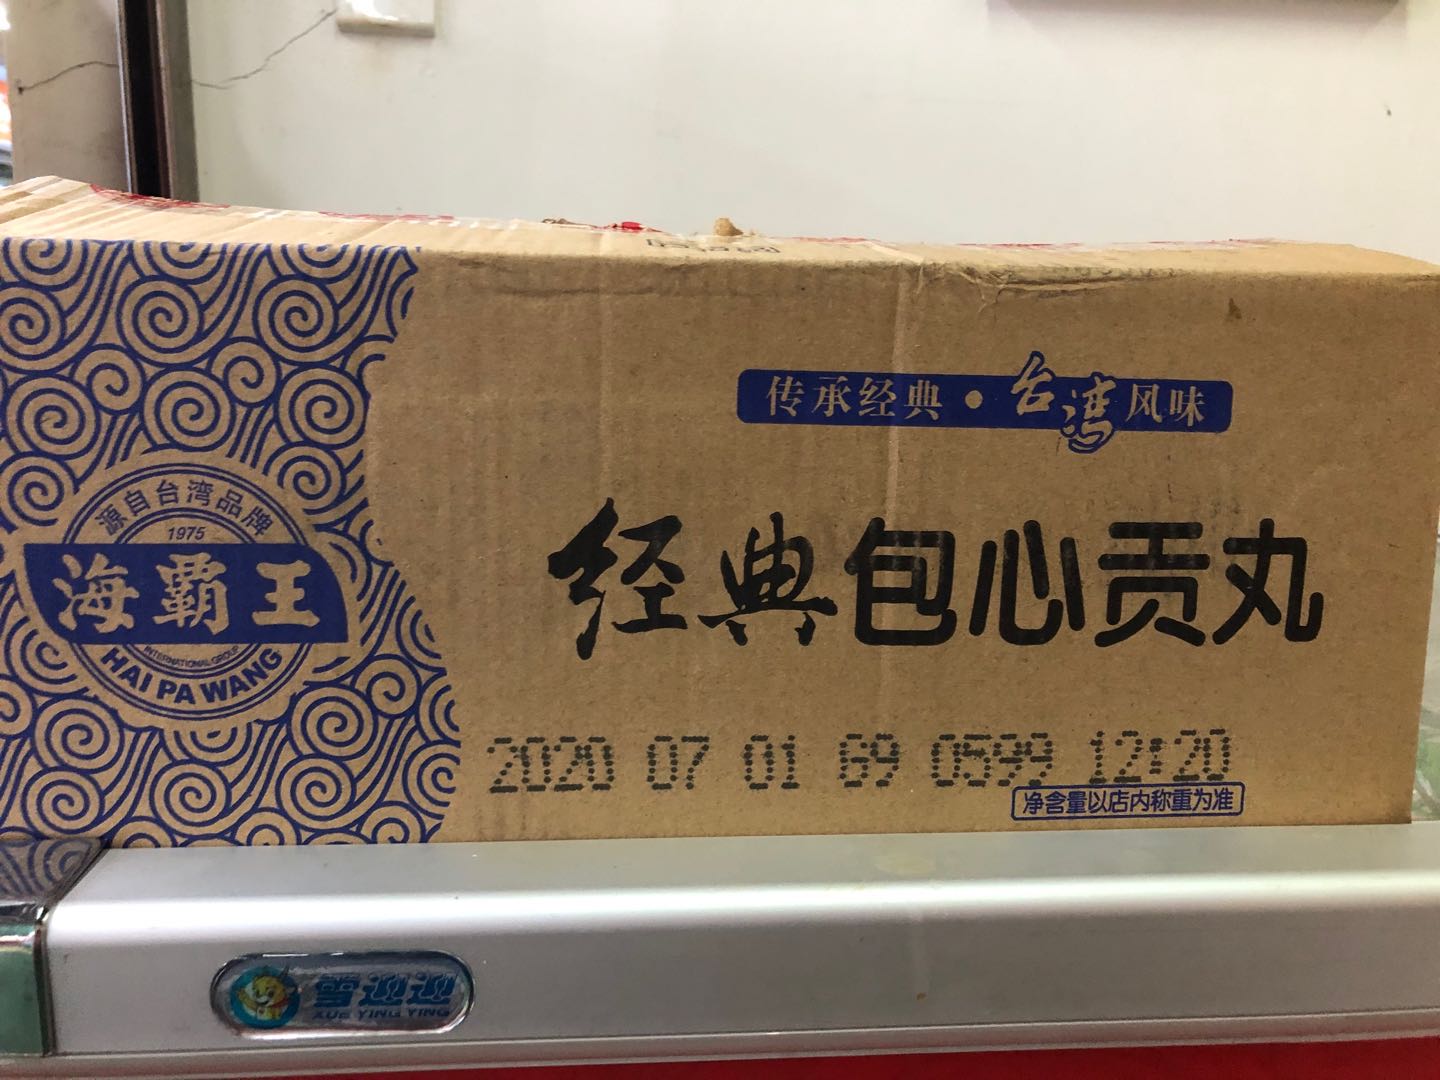 传承经典·台湾风味
源自台湾品牌
1975
海霸王
INTERNATIONAL GROUP
HAI PA WANG
经典包心贡丸
2020 07 01 69 0599 12:20
净含量以店内称重为准
雪迎迎
XUE YING YING